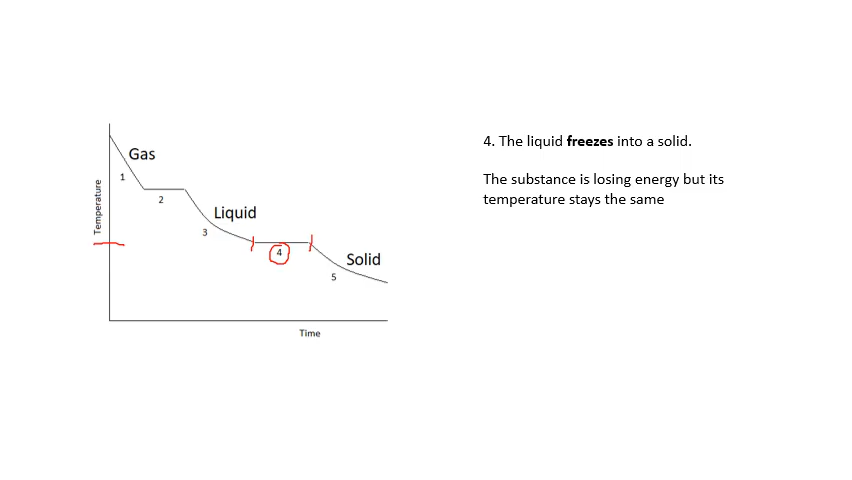 Gas
1
2
Temperature
Liquid
3
4
Solid
5
Time
4. The liquid freezes into a solid.
The substance is losing energy but its
temperature stays the same